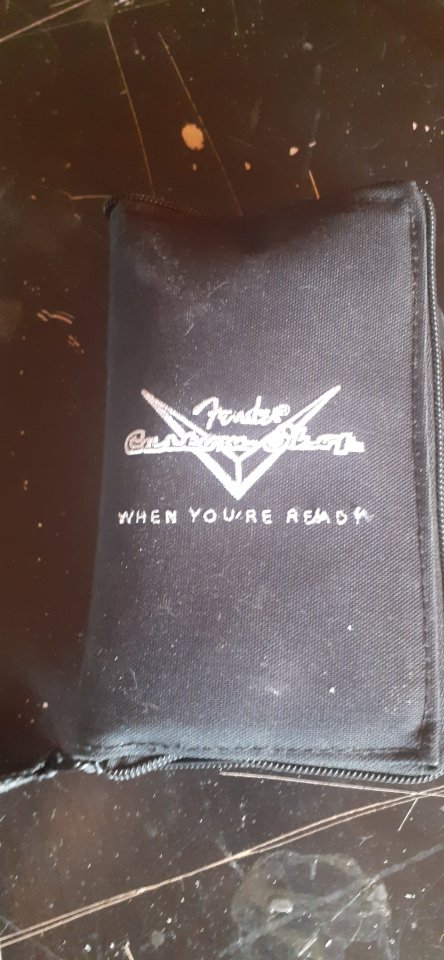 Fender
Custom Shop
WHEN YOU'RE READY